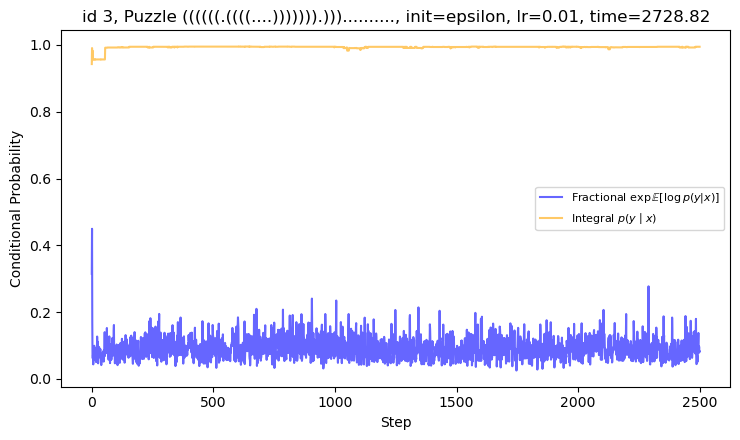 id 3, Puzzle ((((((.((((....))))))).)))........., init=epsilon, lr=0.01, time=2728.82
Conditional Probability
1.0
0.8
0.6
0.4
0.2
0.0
Fractional exp𝔼[log p(y|x)]
Integral p(y | x)
0
500
1000
1500
2000
2500
Step